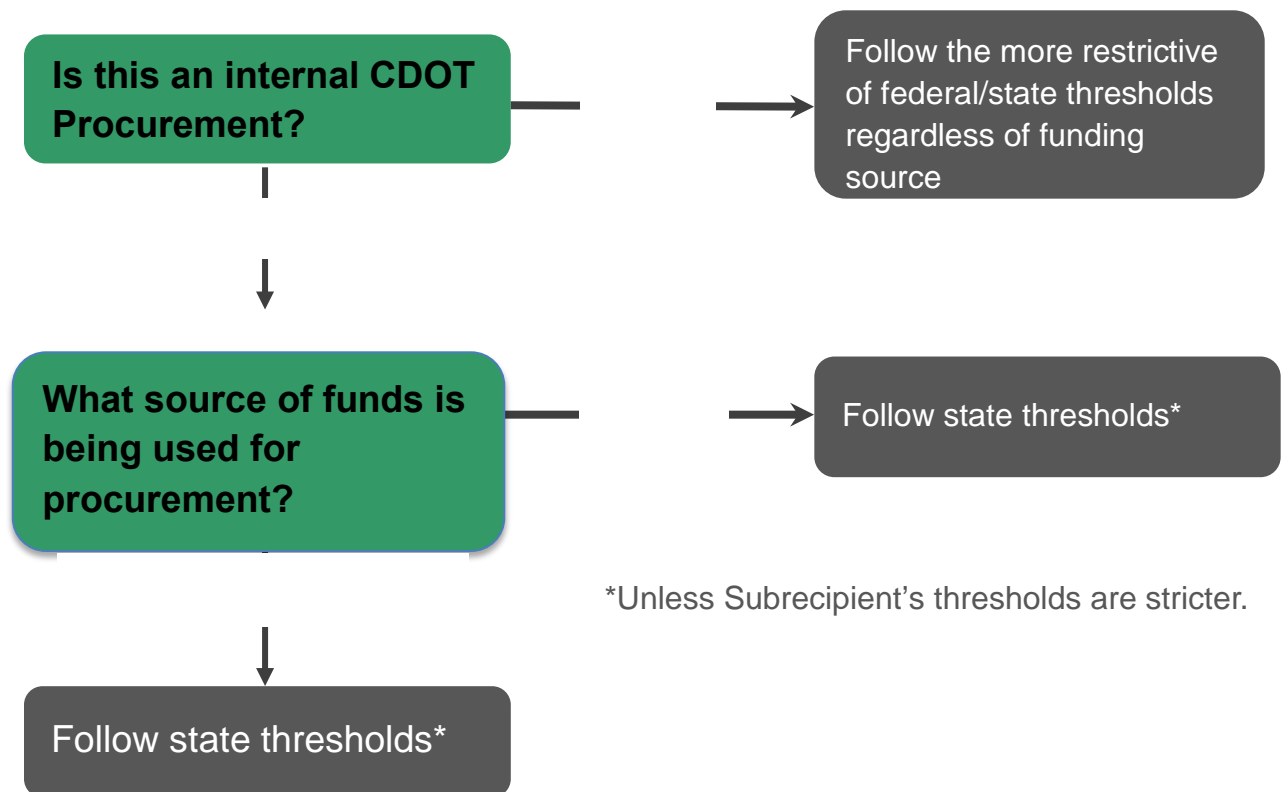 Is this an internal CDOT
Procurement?
Follow the more restrictive
of federal/state thresholds
regardless of funding
source
What source of funds is
being used for
procurement?
Follow state thresholds*
*Unless Subrecipient’s thresholds are stricter.
Follow state thresholds*